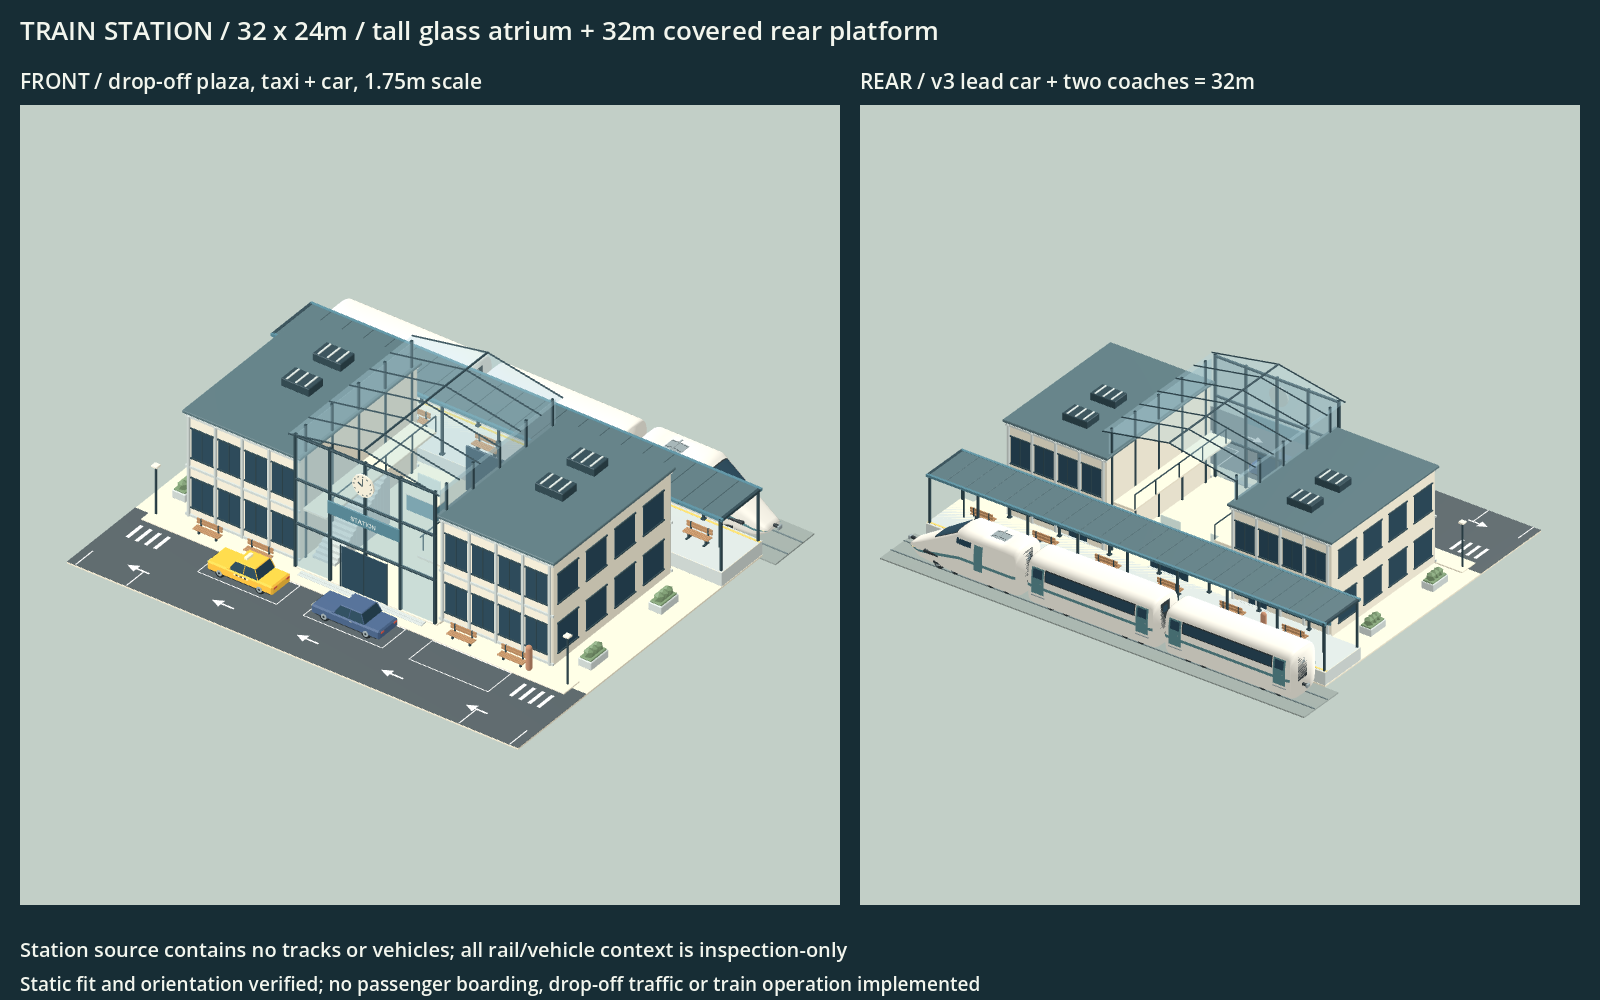 TRAIN STATION / 32 x 24m / tall glass atrium + 32m covered rear platform
FRONT / drop-off plaza, taxi + car, 1.75m scale
REAR / v3 lead car + two coaches = 32m
STATION
Station source contains no tracks or vehicles; all rail/vehicle context is inspection-only
Static fit and orientation verified; no passenger boarding, drop-off traffic or train operation implemented